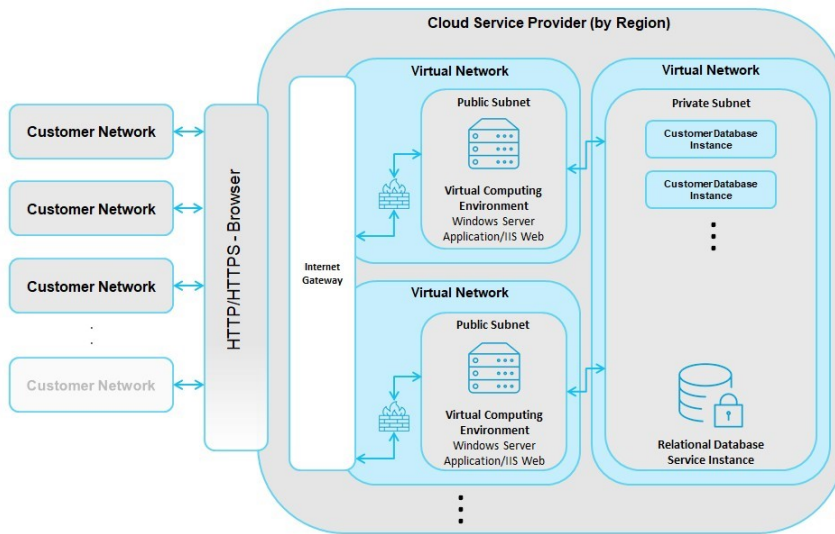 Cloud Service Provider (by Region)
Customer Network
Customer Network
Customer Network
.
.
Customer Network
HTTP/HTTPS - Browser
Internet
Gateway
Virtual Network
Public Subnet
Virtual Computing
Environment
Windows Server
Application/IIS Web
Virtual Network
Public Subnet
Virtual Computing
Environment
Windows Server
Application/IIS Web
Virtual Network
Private Subnet
CustomerDatabase
Instance
CustomerDatabase
Instance
Relational Database
Service Instance